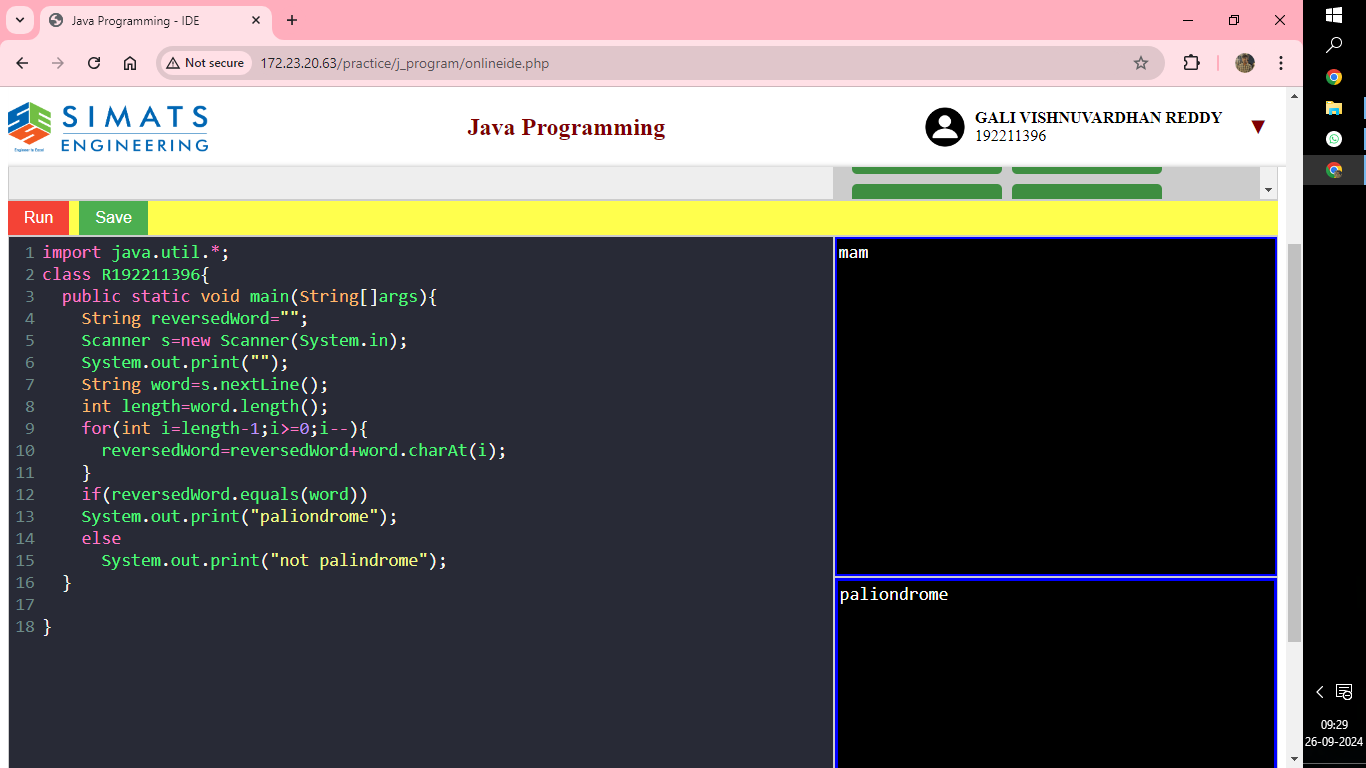 Java Programming - IDE
Not secure
172.23.20.63/practice/j_program/onlineide.php
SIMATS
ENGINEERING
Engineer to Excel
Java Programming
GALI VISHNUVARDHAN REDDY
192211396
Run
Save
1 import java.util.*;
2 class R192211396{
3   public static void main(String[]args){
4     String reversedWord="";
5     Scanner s=new Scanner(System.in);
6     System.out.print("");
7     String word=s.nextLine();
8     int length=word.length();
9     for(int i=length-1;i>=0;i--){
10       reversedWord=reversedWord+word.charAt(i);
11     }
12     if(reversedWord.equals(word))
13     System.out.print("paliondrome");
14     else
15       System.out.print("not palindrome");
16   }
17
18 }
mam
paliondrome
09:29
26-09-2024